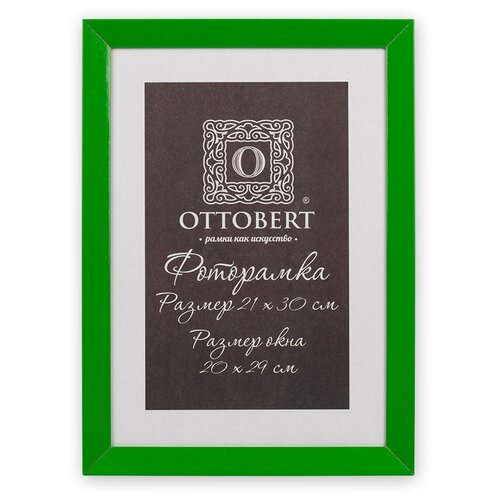 O
OTTOBERT ®
• рамки как искусство •
Фоторамка
Размер 21 x 30 см
Размер окна
20 x 29 см